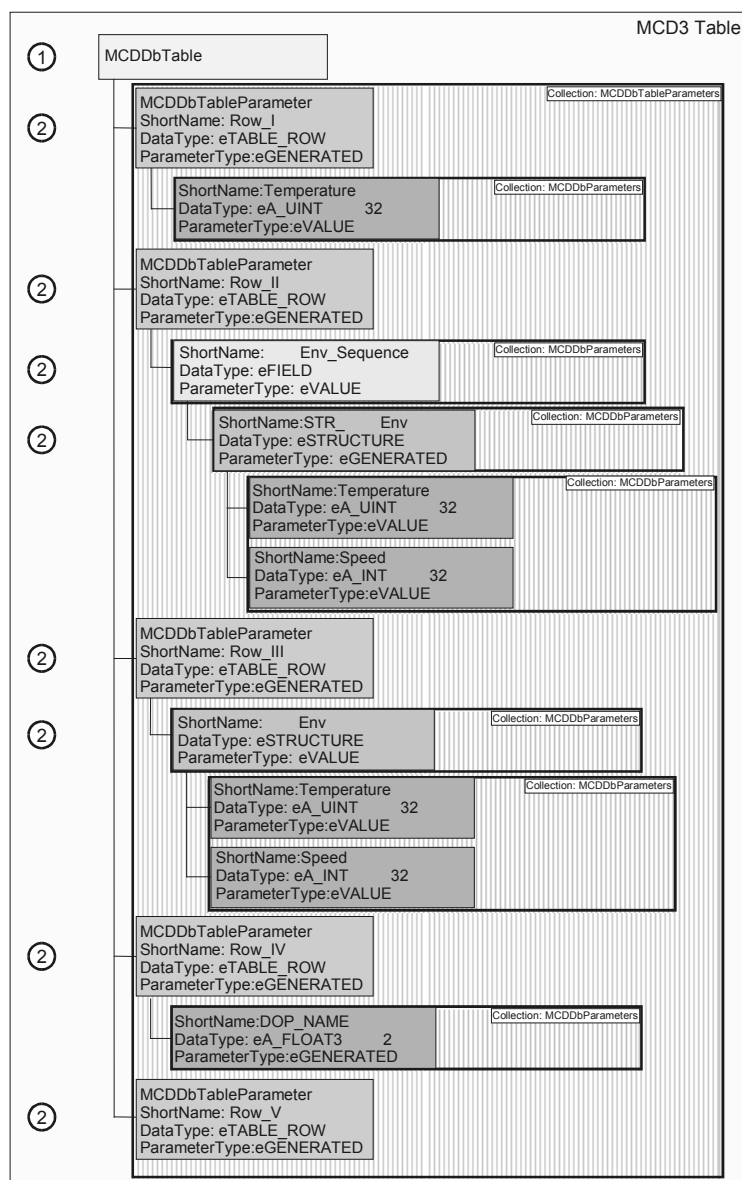 MCD3 Table
1
MCDDbTable
Collection: MCDDbTableParameters
2
MCDDbTableParameter
ShortName: Row_I
DataType: eTABLE_ROW
ParameterType:eGENERATED
ShortName:Temperature
DataType: eA_UINT 32
ParameterType:eVALUE
Collection: MCDDbParameters
2
MCDDbTableParameter
ShortName: Row_II
DataType: eTABLE_ROW
ParameterType:eGENERATED
2
ShortName: Env_Sequence
DataType: eFIELD
ParameterType: eVALUE
Collection: MCDDbParameters
2
ShortName:STR_ Env
DataType: eSTRUCTURE
ParameterType: eGENERATED
Collection: MCDDbParameters
ShortName:Temperature
DataType: eA_UINT 32
ParameterType:eVALUE
Collection: MCDDbParameters
ShortName:Speed
DataType: eA_INT 32
ParameterType:eVALUE
2
MCDDbTableParameter
ShortName: Row_III
DataType: eTABLE_ROW
ParameterType:eGENERATED
2
ShortName: Env
DataType: eSTRUCTURE
ParameterType: eVALUE
Collection: MCDDbParameters
ShortName:Temperature
DataType: eA_UINT 32
ParameterType:eVALUE
Collection: MCDDbParameters
ShortName:Speed
DataType: eA_INT 32
ParameterType:eVALUE
2
MCDDbTableParameter
ShortName: Row_IV
DataType: eTABLE_ROW
ParameterType:eGENERATED
ShortName:DOP_NAME
DataType: eA_FLOAT3 2
ParameterType:eGENERATED
Collection: MCDDbParameters
2
MCDDbTableParameter
ShortName: Row_V
DataType: eTABLE_ROW
ParameterType:eGENERATED